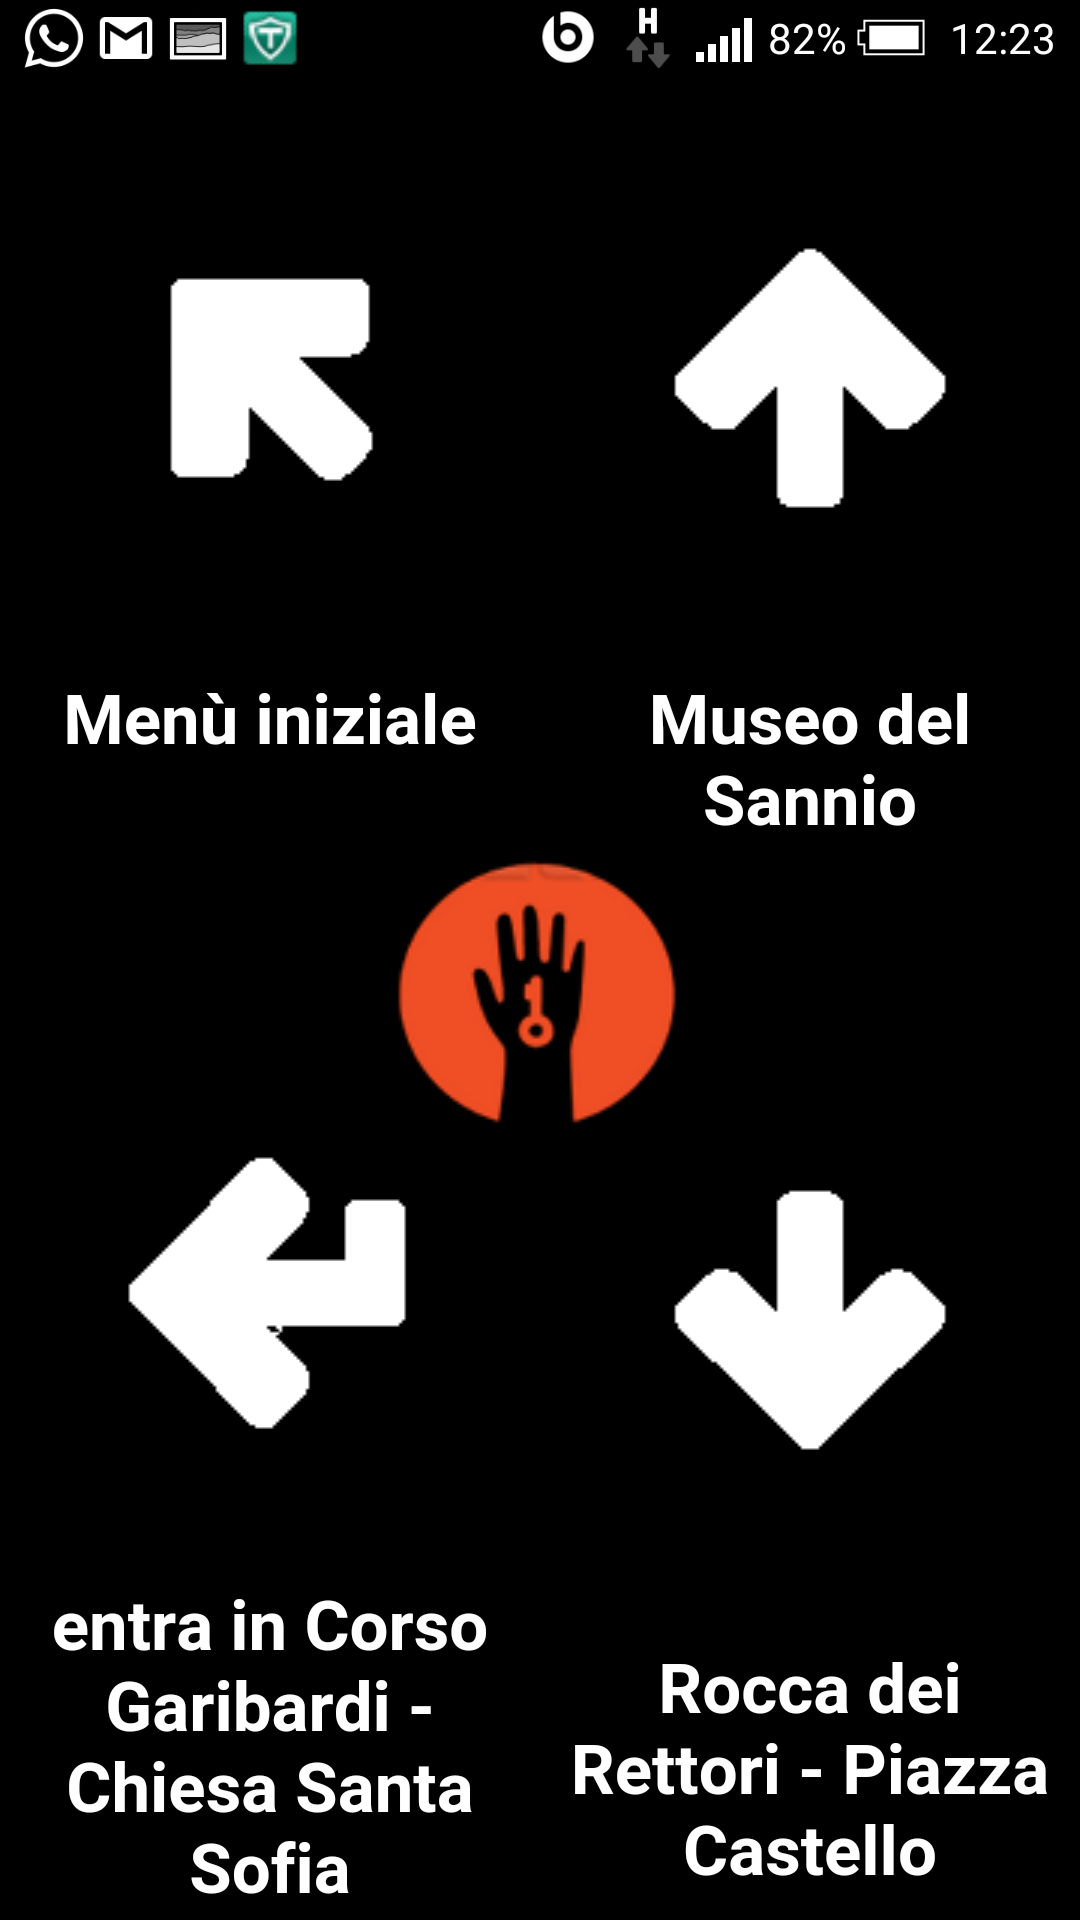 H 82% 12:23
Menù iniziale
Museo del
Sannio
entra in Corso
Garibardi -
Chiesa Santa
Sofia
Rocca dei
Rettori - Piazza
Castello